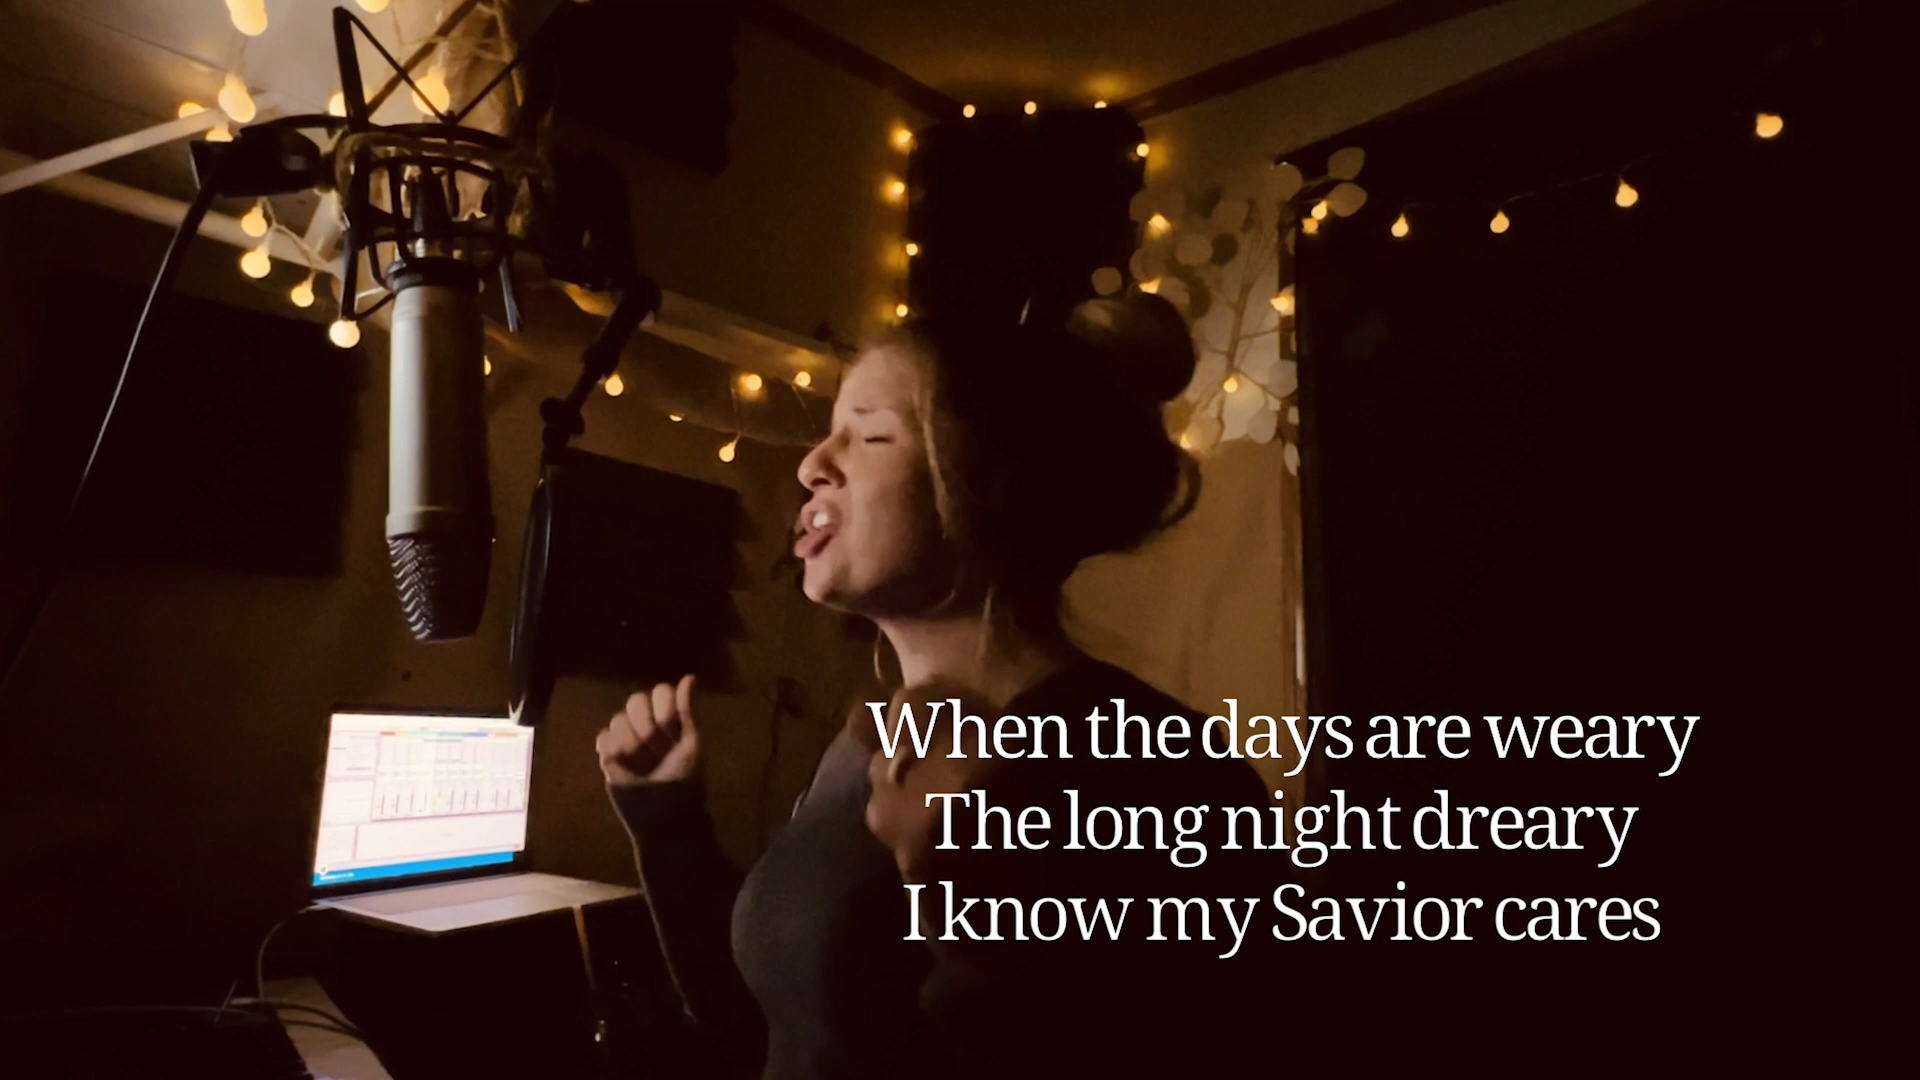 When the days are weary
The long night dreary
I know my Savior cares